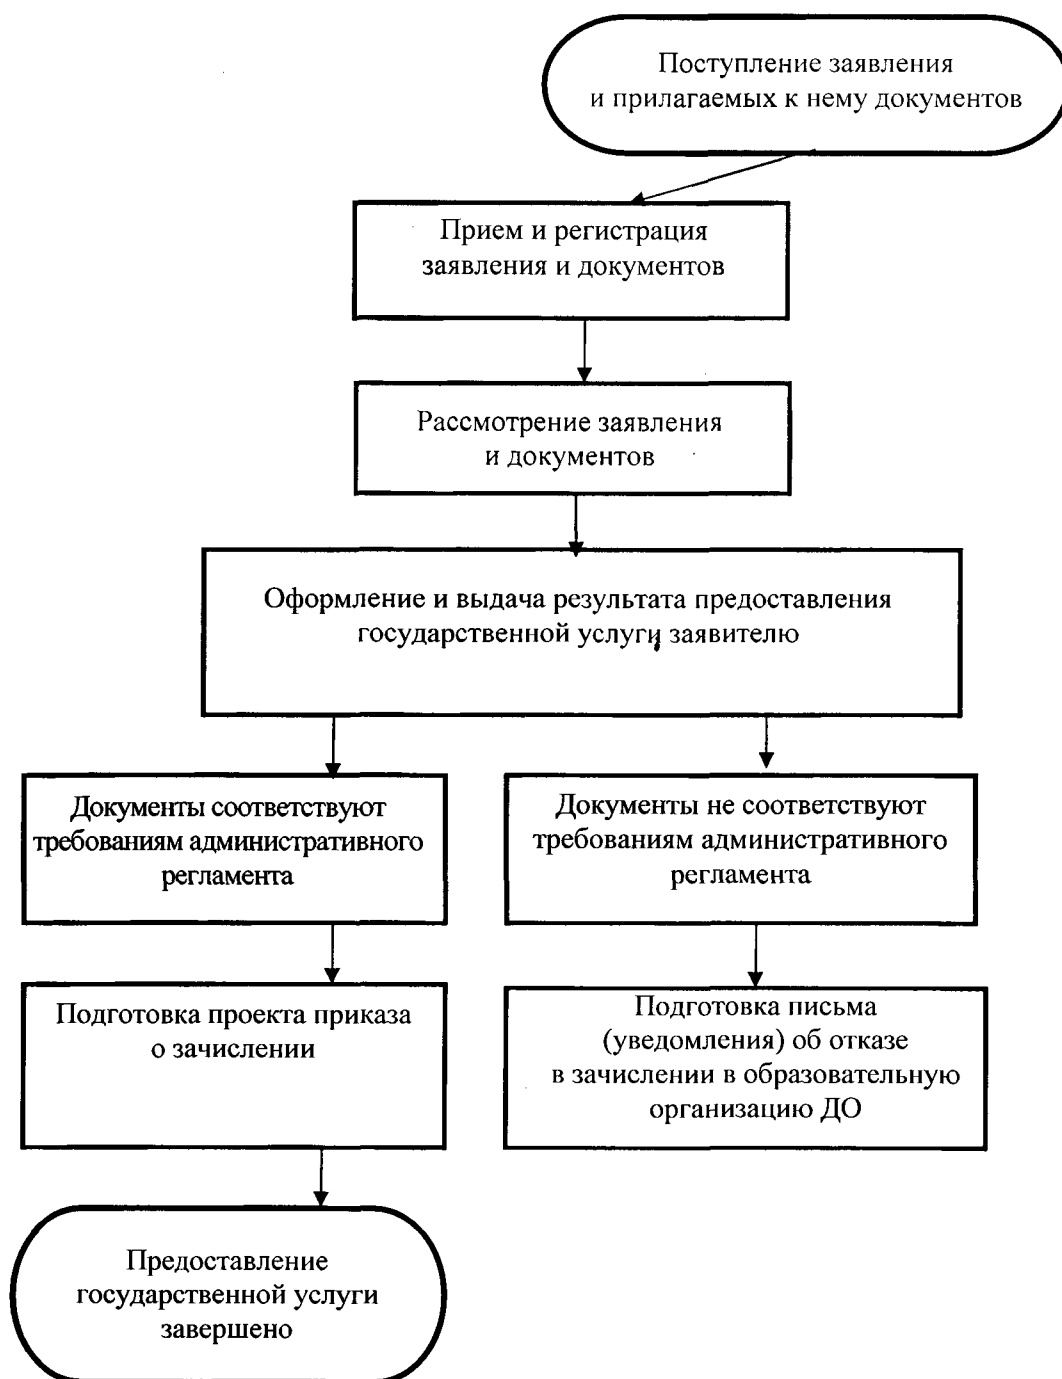 Поступление заявления
и прилагаемых к нему документов
Прием и регистрация
заявления и документов
Рассмотрение заявления
и документов
Оформление и выдача результата предоставления
государственной услуги заявителю
Документы соответствуют
требованиям административного
регламента
Документы не соответствуют
требованиям административного
регламента
Подготовка проекта приказа
о зачислении
Подготовка письма
(уведомления) об отказе
в зачислении в образовательную
организацию ДО
Предоставление
государственной услуги
завершено